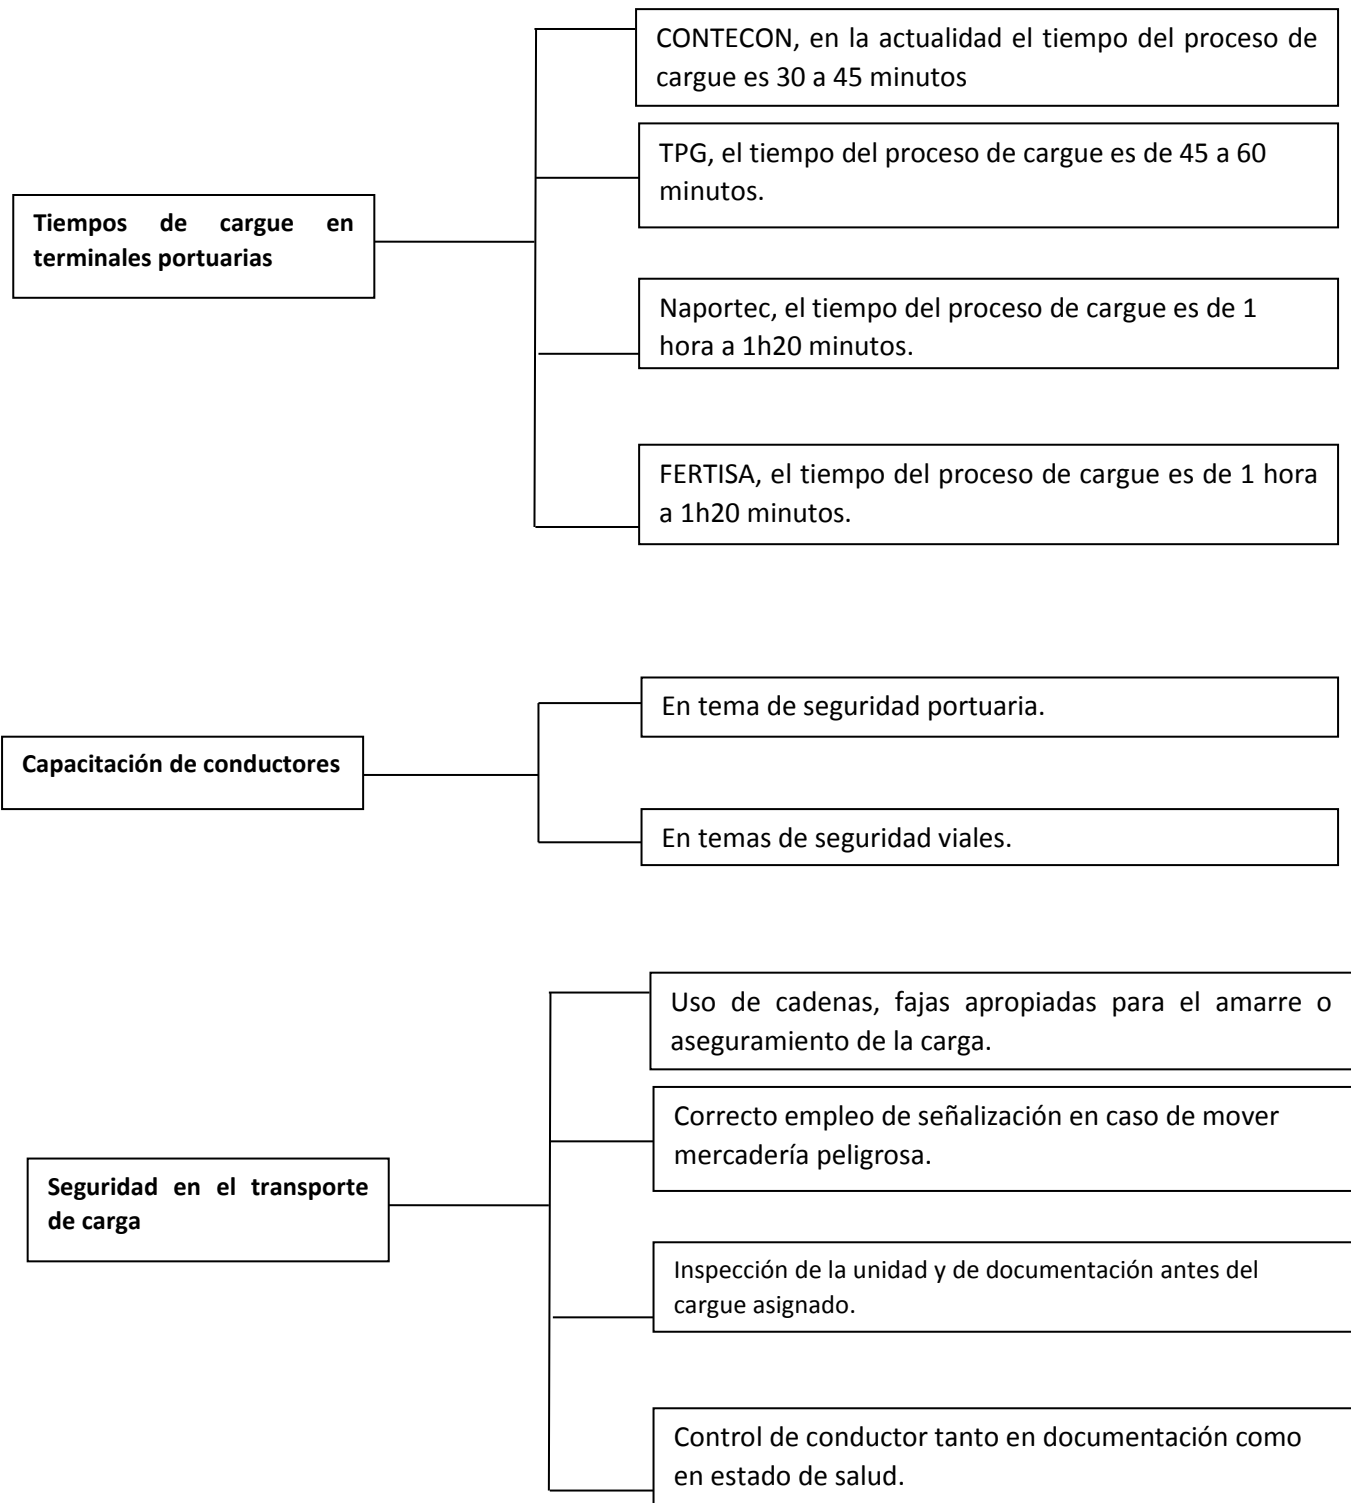 CONTECON, en la actualidad el tiempo del proceso de
cargue es 30 a 45 minutos
TPG, el tiempo del proceso de cargue es de 45 a 60
minutos.
Tiempos de cargue en
terminales portuarias
Naportec, el tiempo del proceso de cargue es de 1
hora a 1h20 minutos.
FERTISA, el tiempo del proceso de cargue es de 1 hora
a 1h20 minutos.
En tema de seguridad portuaria.
Capacitación de conductores
En temas de seguridad viales.
Uso de cadenas, fajas apropiadas para el amarre o
aseguramiento de la carga.
Correcto empleo de señalización en caso de mover
mercadería peligrosa.
Seguridad en el transporte
de carga
Inspección de la unidad y de documentación antes del
cargue asignado.
Control de conductor tanto en documentación como
en estado de salud.